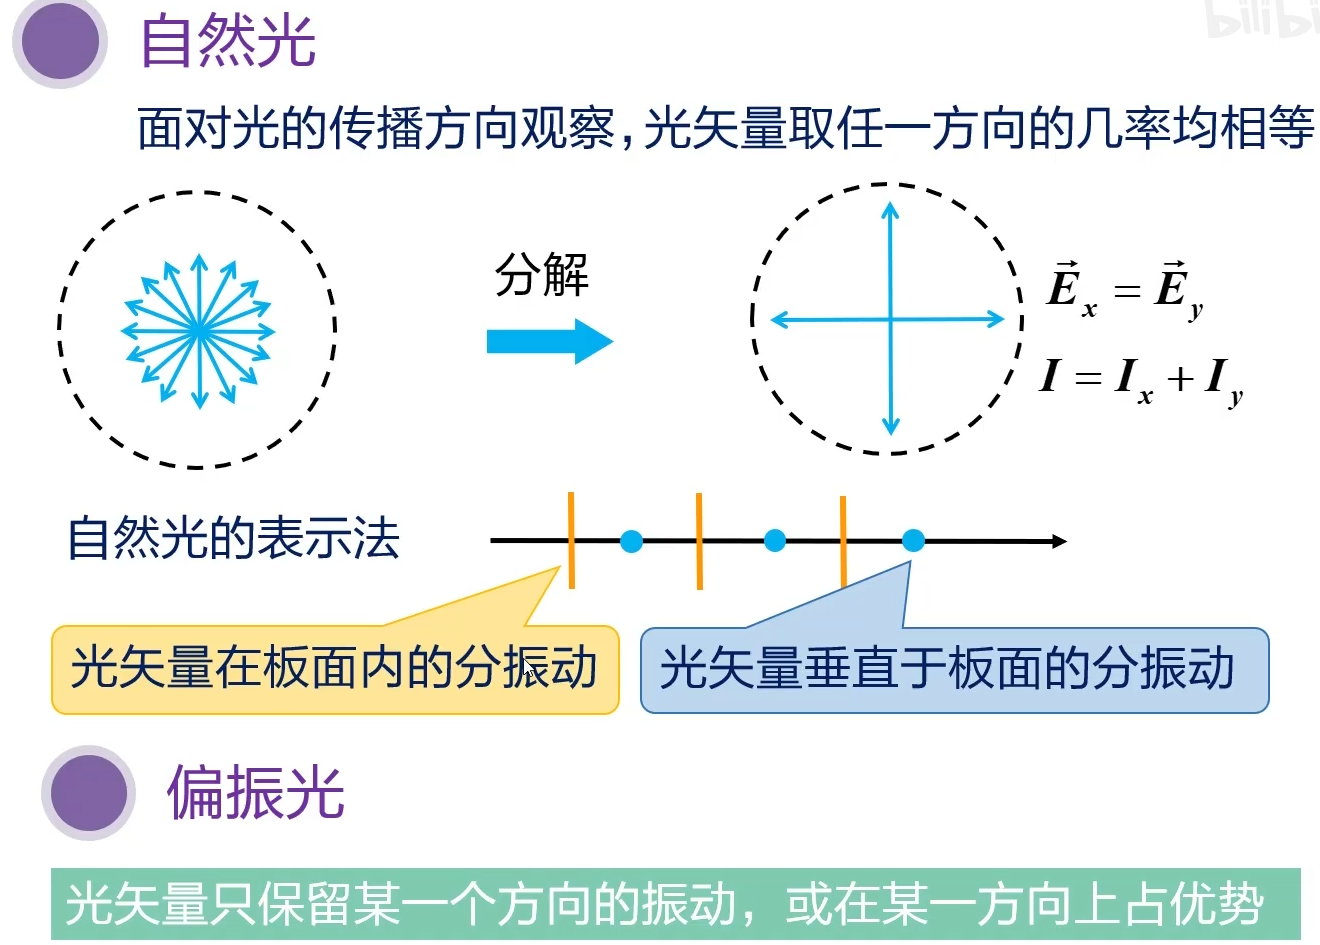 bilibili
自然光
面对光的传播方向观察,光矢量取任一方向的几率均相等
分解
$\vec{E}_x = \vec{E}_y$
$I = I_x + I_y$
自然光的表示法
光矢量在板面内的分振动
光矢量垂直于板面的分振动
偏振光
光矢量只保留某一个方向的振动，或在某一方向上占优势